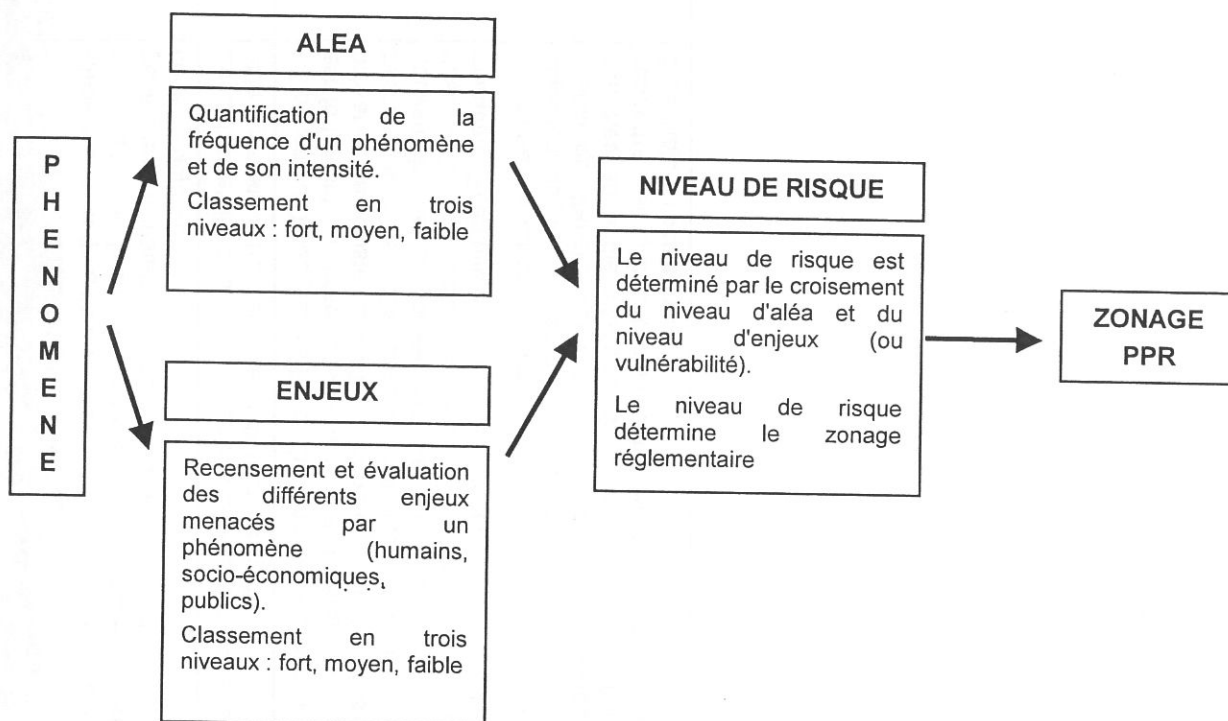 PHENOMENE
ALEA
Quantification de la
fréquence d'un phénomène
et de son intensité.
Classement en trois
niveaux : fort, moyen, faible
ENJEUX
Recensement et évaluation
des différents enjeux
menacés par un
phénomène (humains,
socio-économiques,
publics).
Classement en trois
niveaux : fort, moyen, faible
NIVEAU DE RISQUE
Le niveau de risque est
déterminé par le croisement
du niveau d'aléa et du
niveau d'enjeux (ou
vulnérabilité).
Le niveau de risque
détermine le zonage
réglementaire
ZONAGE
PPR